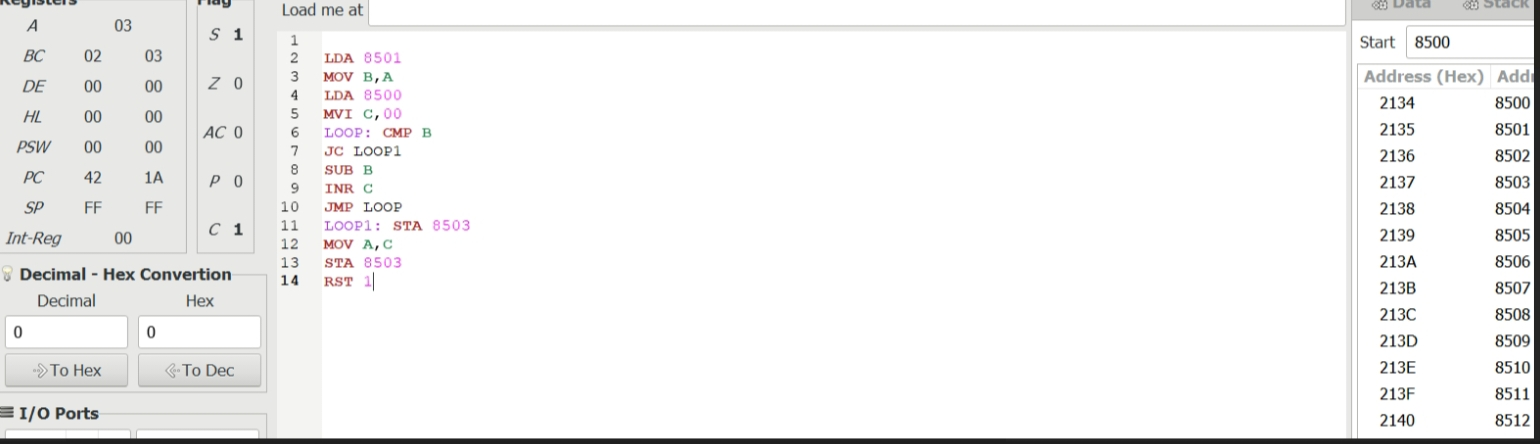 Registers
Flag
A 03
BC 02 03
DE 00 00
HL 00 00
PSW 00 00
PC 42 1A
SP FF FF
Int-Reg 00
S 1
Z 0
AC 0
P 0
C 1
Decimal - Hex Convertion
Decimal Hex
0 0
To Hex To Dec
I/O Ports
Load me at
1
2 LDA 8501
3 MOV B,A
4 LDA 8500
5 MVI C,00
6 LOOP: CMP B
7 JC LOOP1
8 SUB B
9 INR C
10 JMP LOOP
11 LOOP1: STA 8503
12 MOV A,C
13 STA 8503
14 RST 1
Data Stack
Start 8500
Address (Hex) Addr
2134 8500
2135 8501
2136 8502
2137 8503
2138 8504
2139 8505
213A 8506
213B 8507
213C 8508
213D 8509
213E 8510
213F 8511
2140 8512